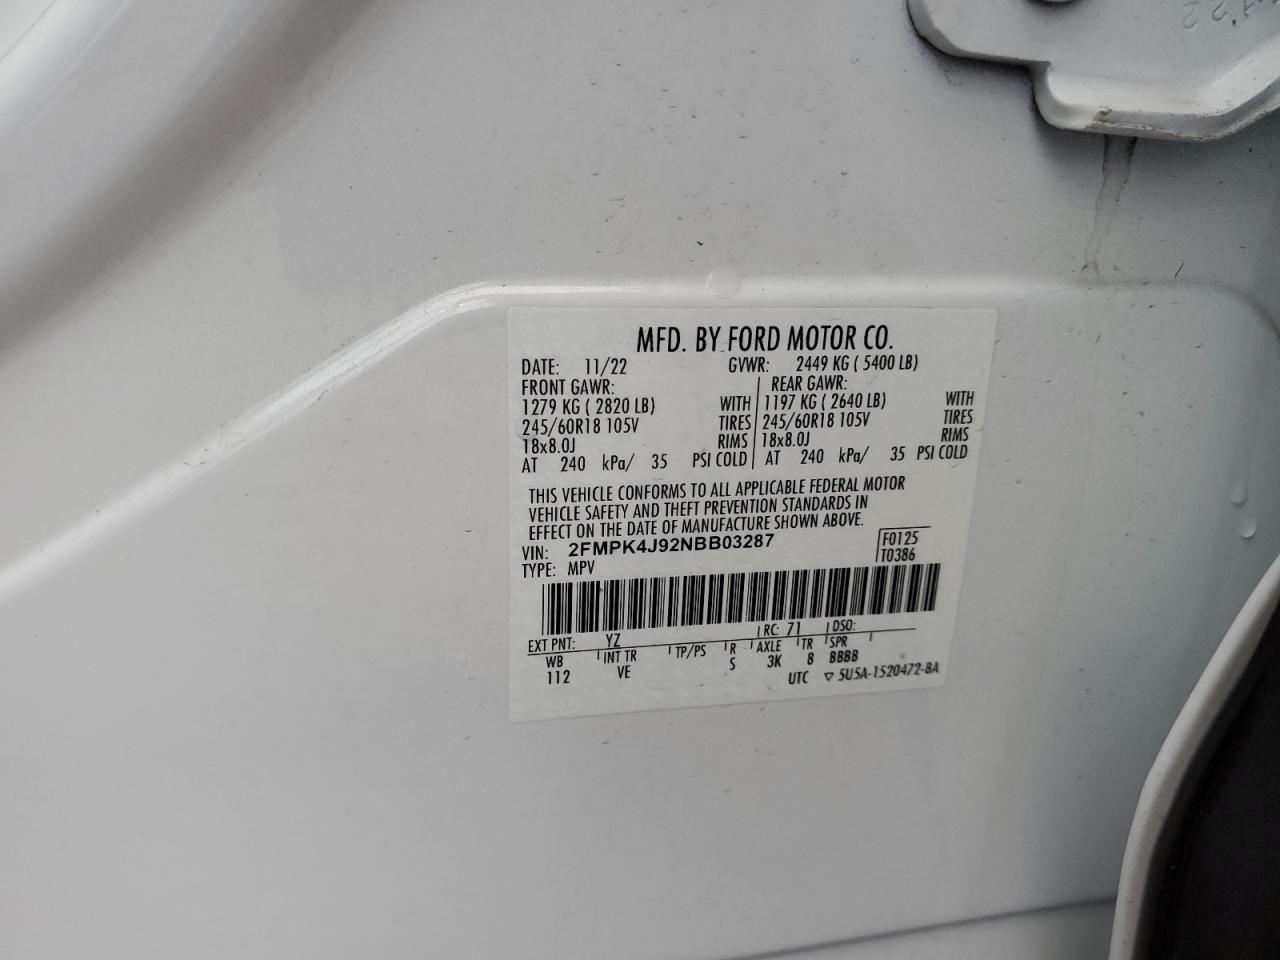 MFD. BY FORD MOTOR CO.
DATE: 11/22 GVWR: 2449 KG ( 5400 LB)
FRONT GAWR: REAR GAWR:
1279 KG ( 2820 LB) WITH 1197 KG ( 2640 LB) WITH
245/60R18 105V TIRES 245/60R18 105V TIRES
18x8.0J RIMS 18x8.0J RIMS
AT 240 kPa/ 35 PSI COLD AT 240 kPa/ 35 PSI COLD
THIS VEHICLE CONFORMS TO ALL APPLICABLE FEDERAL MOTOR
VEHICLE SAFETY AND THEFT PREVENTION STANDARDS IN
EFFECT ON THE DATE OF MANUFACTURE SHOWN ABOVE.
VIN: 2FMPK4J92NBB03287 F0125
TYPE: MPV T0386
EXT PNT: YZ RC: 71 DSO:
WB INT TR TP/PS R AXLE TR SPR
112 VE S 3K 8 BBBB
UTC ▽ 5U5A-1520472-BA